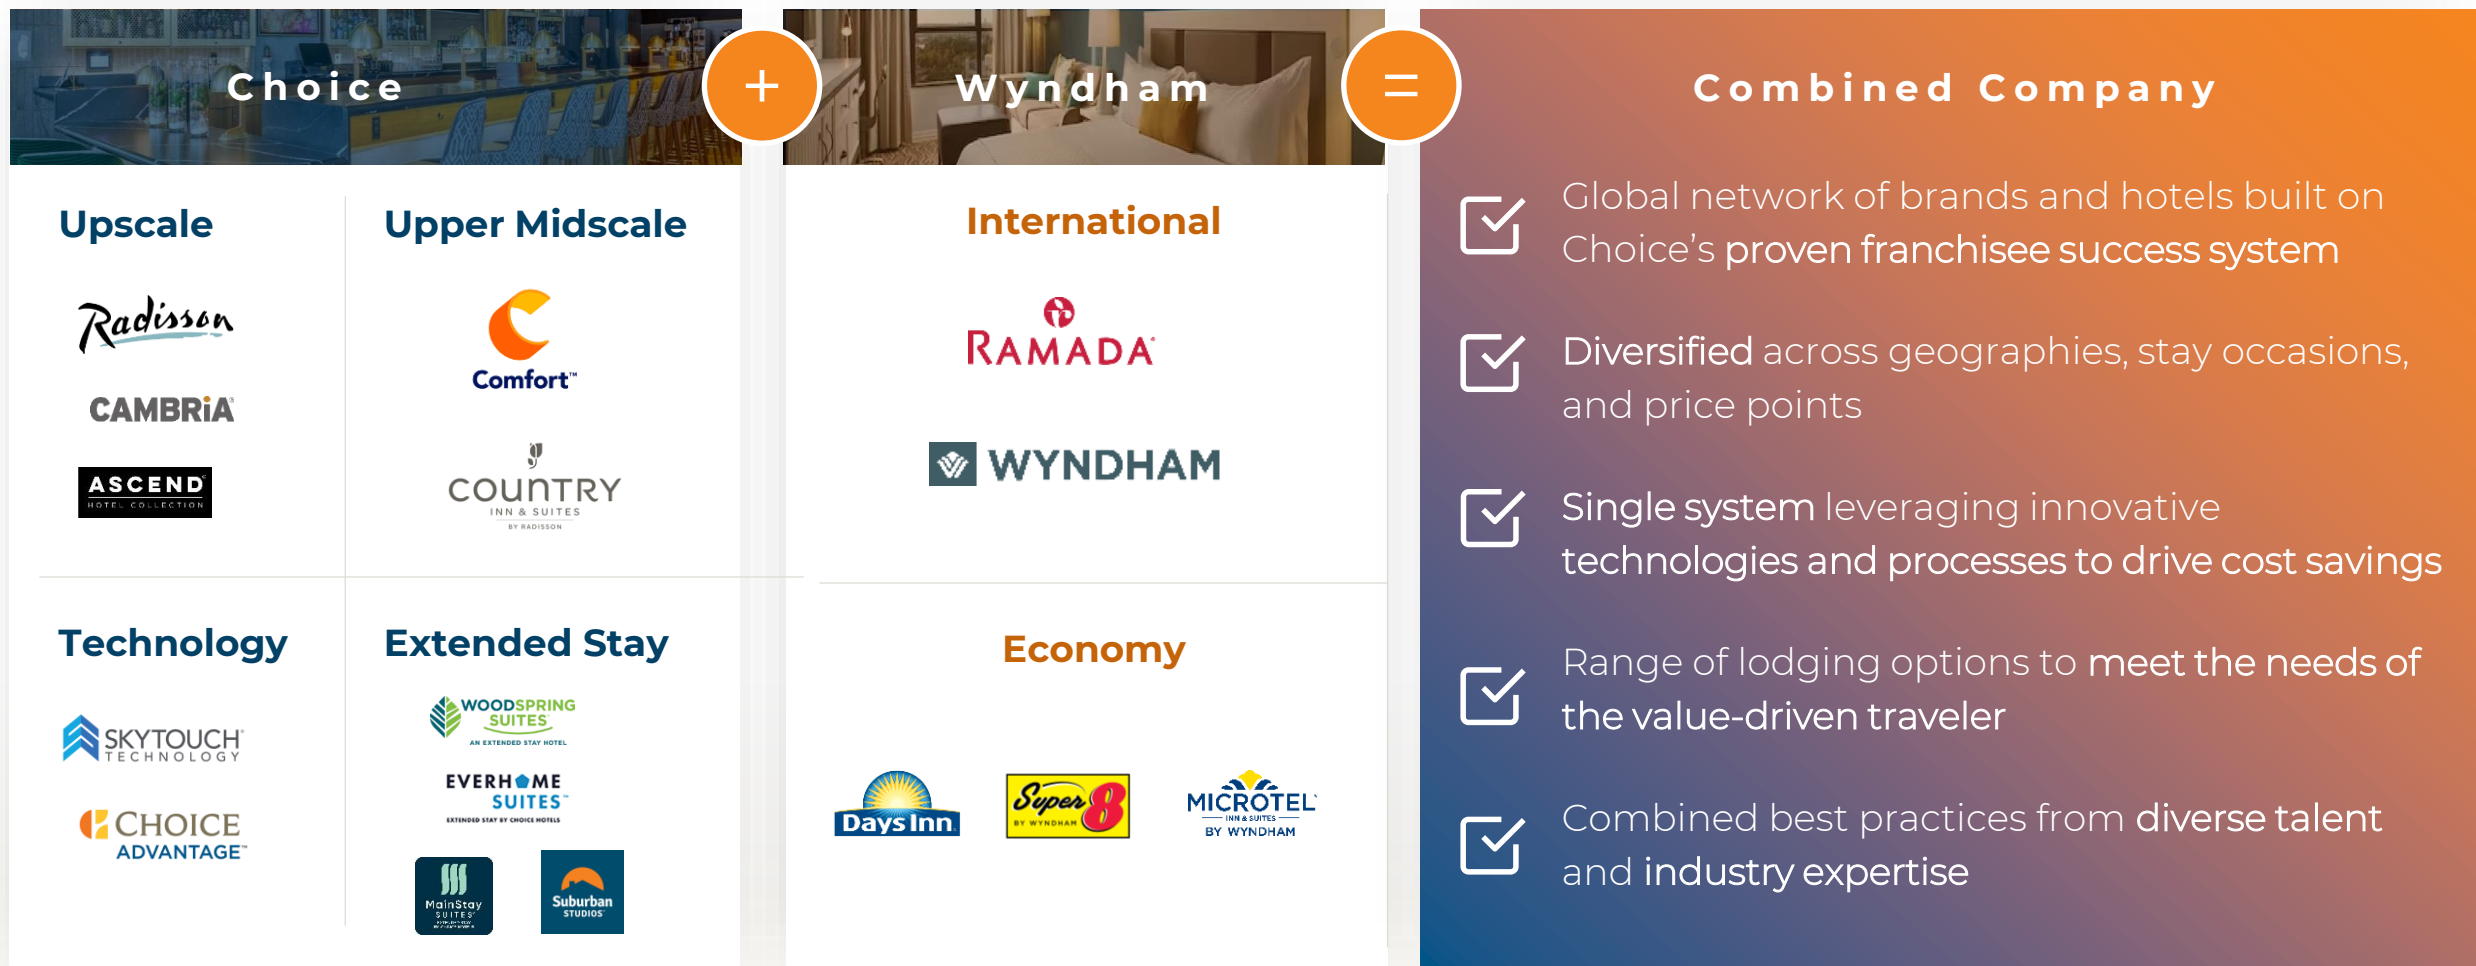 Choice
+
Wyndham
=
Combined Company
Upscale
Radisson
CAMBRiA®
ASCEND
HOTEL COLLECTION
Upper Midscale
Comfort™
COUNTRY
INN & SUITES
BY RADISSON
Technology
SKYTOUCH
TECHNOLOGY
CHOICE
ADVANTAGE™
Extended Stay
WOODSPRING
SUITES
AN EXTENDED STAY HOTEL
EVERHOME
SUITES™
EXTENDED STAY BY CHOICE HOTELS
MainStay
SUITES
Suburban
STUDIOS
International
RAMADA
WYNDHAM
Economy
Days Inn
Super 8
BY WYNDHAM
MICROTEL
INN & SUITES
BY WYNDHAM
Global network of brands and hotels built on
Choice’s proven franchisee success system
Diversified across geographies, stay occasions,
and price points
Single system leveraging innovative
technologies and processes to drive cost savings
Range of lodging options to meet the needs of
the value-driven traveler
Combined best practices from diverse talent
and industry expertise